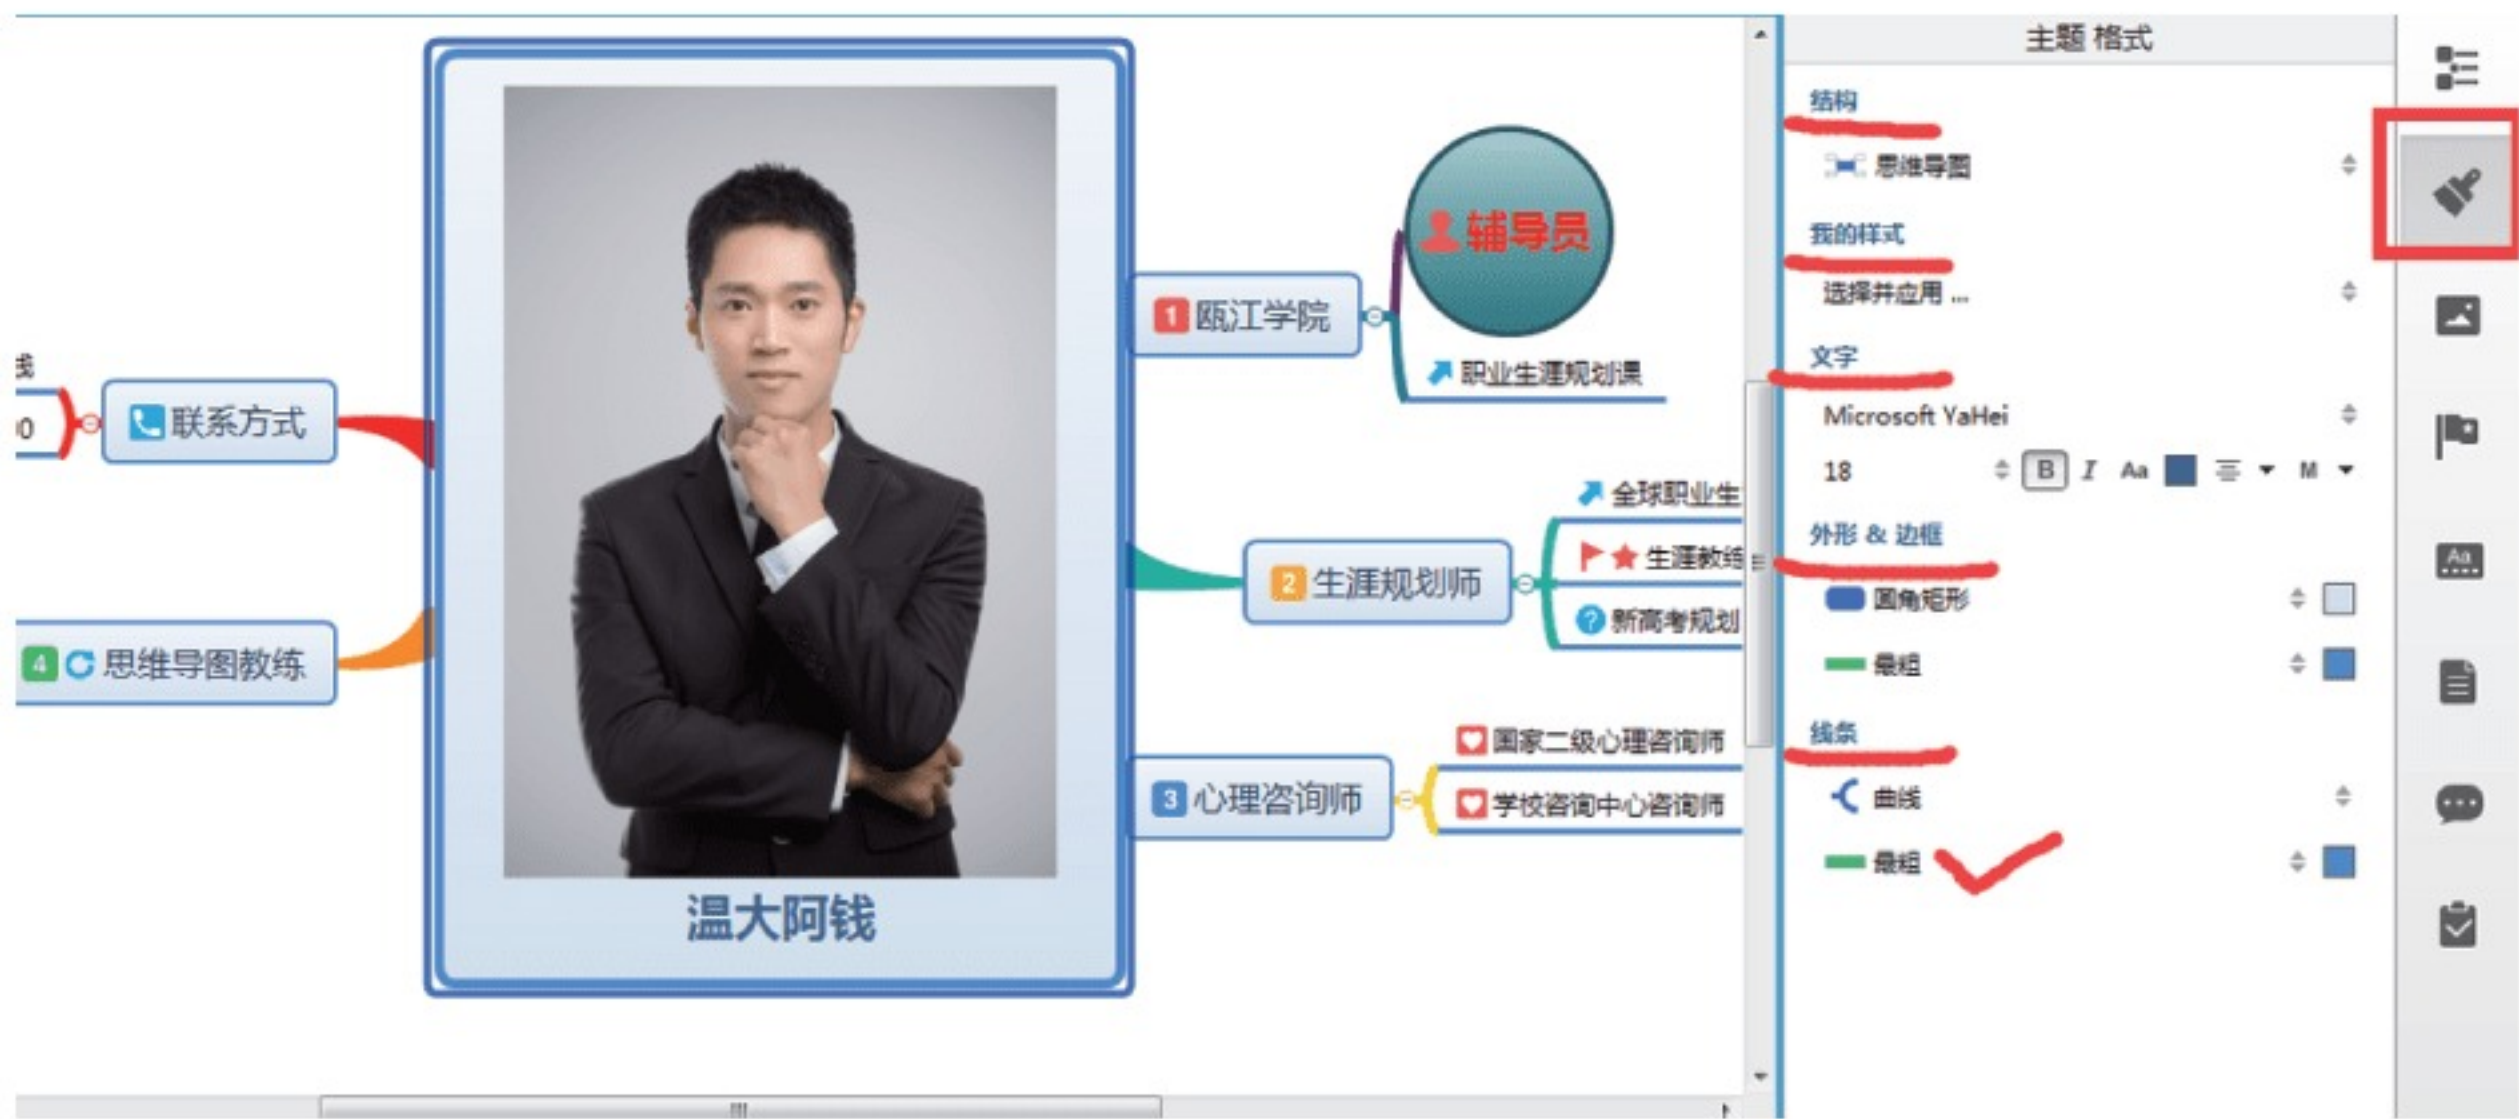 联系方式
4 思维导图教练
温大阿钱
1 瓯江学院
辅导员
职业生涯规划课
2 生涯规划师
全球职业生
生涯教练
新高考规划
3 心理咨询师
国家二级心理咨询师
学校咨询中心咨询师
主题 格式
结构
思维导图
我的样式
选择并应用 ...
文字
Microsoft YaHei
18 B I Aa M
外形 & 边框
圆角矩形
最粗
线条
曲线
最粗
Aa